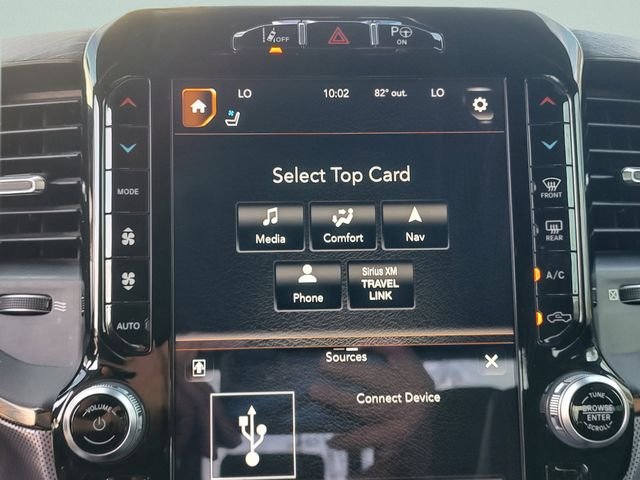 OFF
P
ON
LO
10:02
82° out.
LO
Select Top Card
MODE
FRONT
Media
Comfort
Nav
REAR
Sirius XM
TRAVEL
LINK
Phone
A/C
AUTO
Sources
Connect Device
VOLUME
TUNE
BROWSE
SCROLL